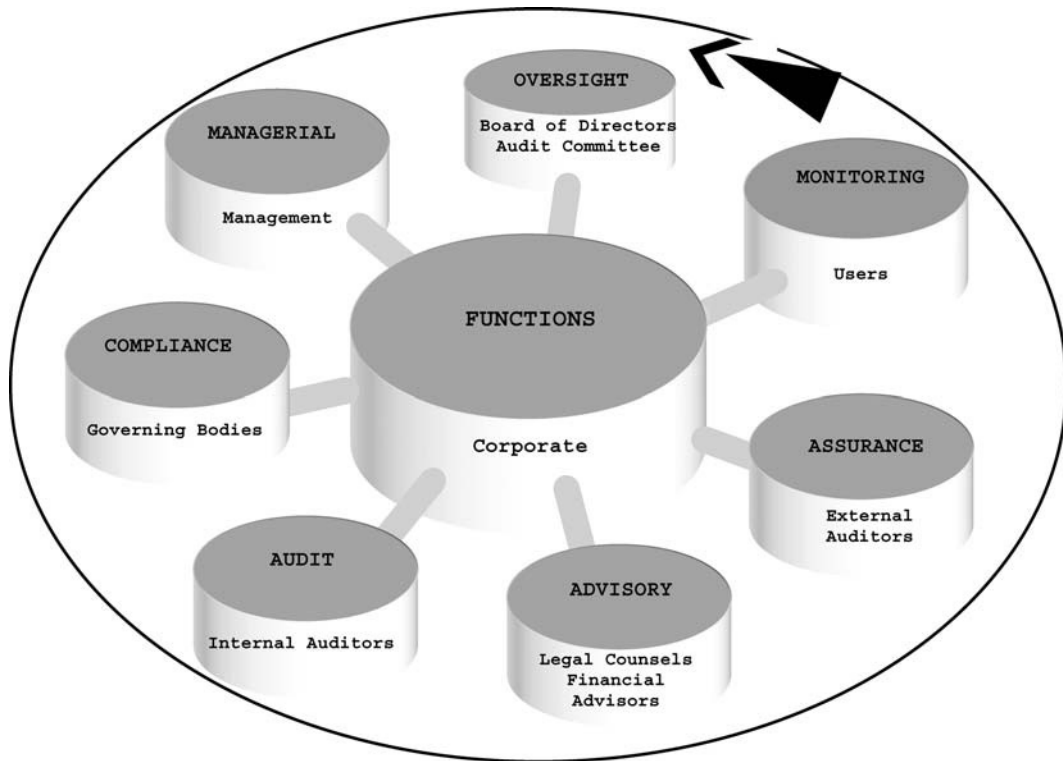 OVERSIGHT
Board of Directors
Audit Committee
MANAGERIAL
Management
MONITORING
Users
FUNCTIONS
Corporate
COMPLIANCE
Governing Bodies
ASSURANCE
External
Auditors
AUDIT
Internal Auditors
ADVISORY
Legal Counsels
Financial
Advisors